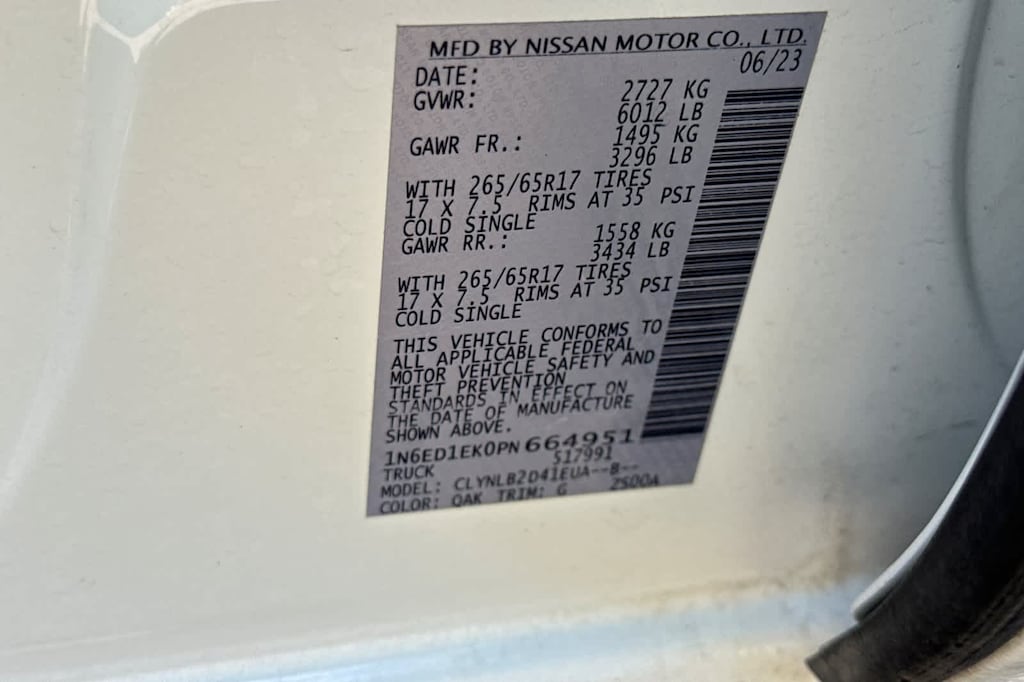 MFD BY NISSAN MOTOR CO., LTD.
DATE: 06/23
GVWR: 2727 KG
6012 LB
GAWR FR.: 1495 KG
3296 LB
WITH 265/65R17 TIRES
17 X 7.5 RIMS AT 35 PSI
COLD SINGLE
GAWR RR.: 1558 KG
3434 LB
WITH 265/65R17 TIRES
17 X 7.5 RIMS AT 35 PSI
COLD SINGLE
THIS VEHICLE CONFORMS TO
ALL APPLICABLE FEDERAL
MOTOR VEHICLE SAFETY AND
THEFT PREVENTION
STANDARDS IN EFFECT ON
THE DATE OF MANUFACTURE
SHOWN ABOVE.
1N6ED1EK0PN664951
TRUCK 517991
MODEL: CLYNLB2D41EUA--B--
COLOR: QAK TRIM: G 2S00A